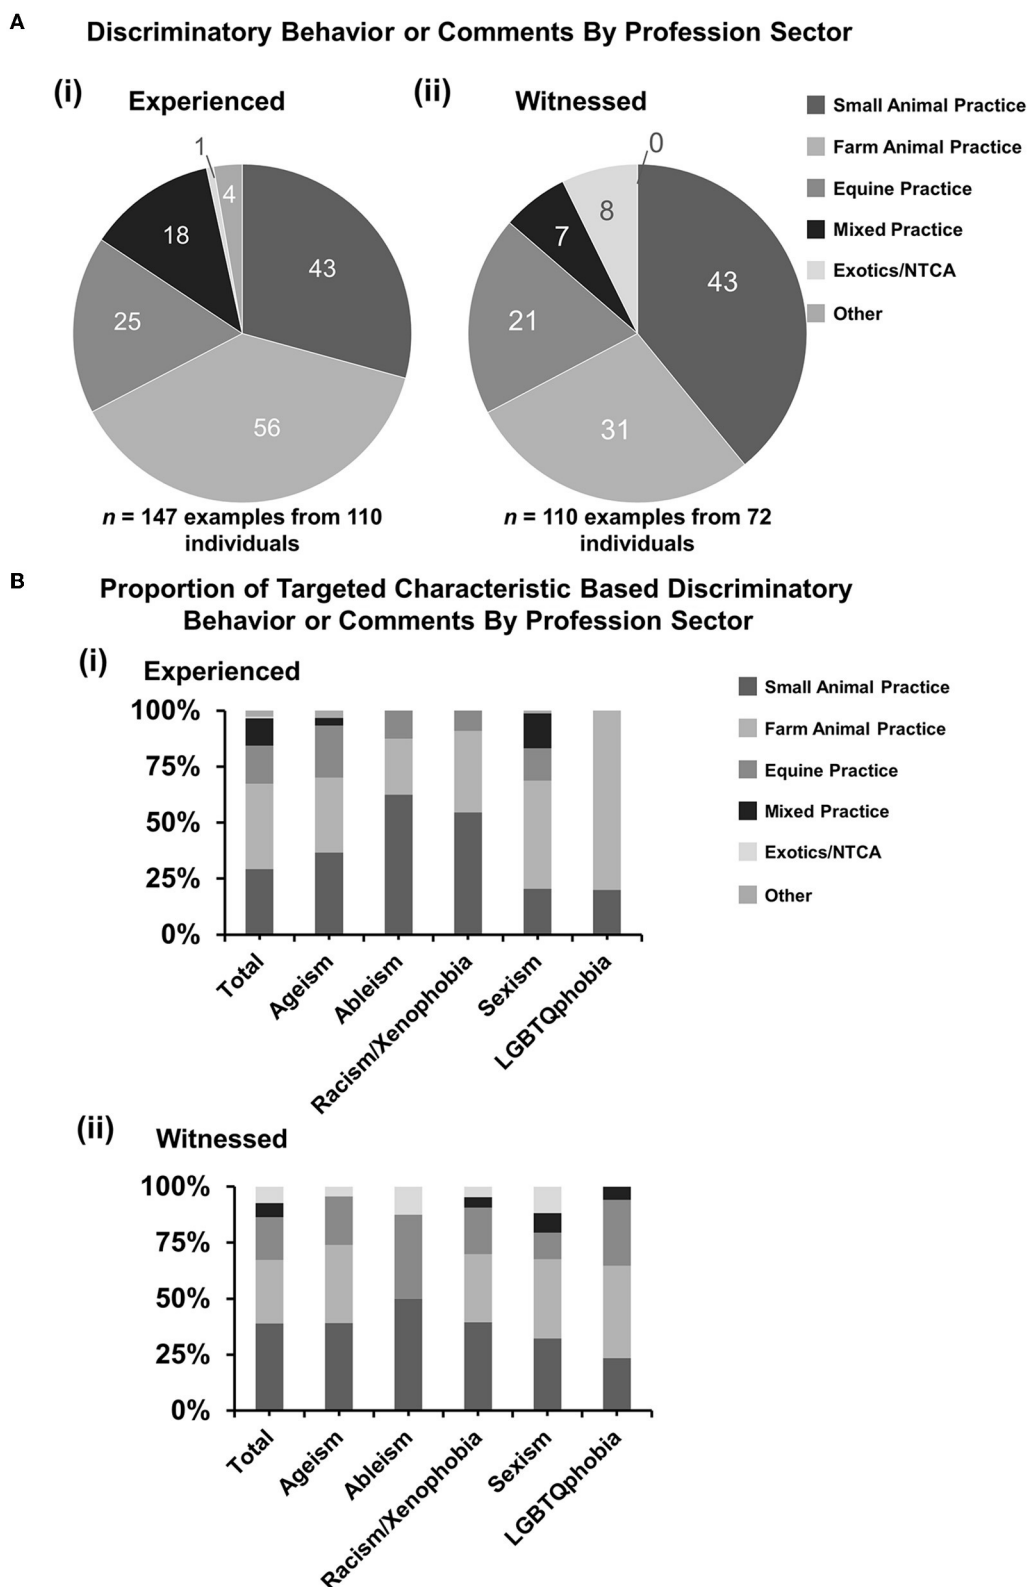 A
Discriminatory Behavior or Comments By Profession Sector
(i)
Experienced
1
4
43
18
25
56
n = 147 examples from 110
individuals
(ii)
Witnessed
0
8
43
7
21
31
n = 110 examples from 72
individuals
Small Animal Practice
Farm Animal Practice
Equine Practice
Mixed Practice
Exotics/NTCA
Other
B
Proportion of Targeted Characteristic Based Discriminatory
Behavior or Comments By Profession Sector
(i)
Experienced
100%
75%
50%
25%
0%
Total
Ageism
Ableism
Racism/Xenophobia
Sexism
LGBTQphobia
Small Animal Practice
Farm Animal Practice
Equine Practice
Mixed Practice
Exotics/NTCA
Other
(ii)
Witnessed
100%
75%
50%
25%
0%
Total
Ageism
Ableism
Racism/Xenophobia
Sexism
LGBTQphobia